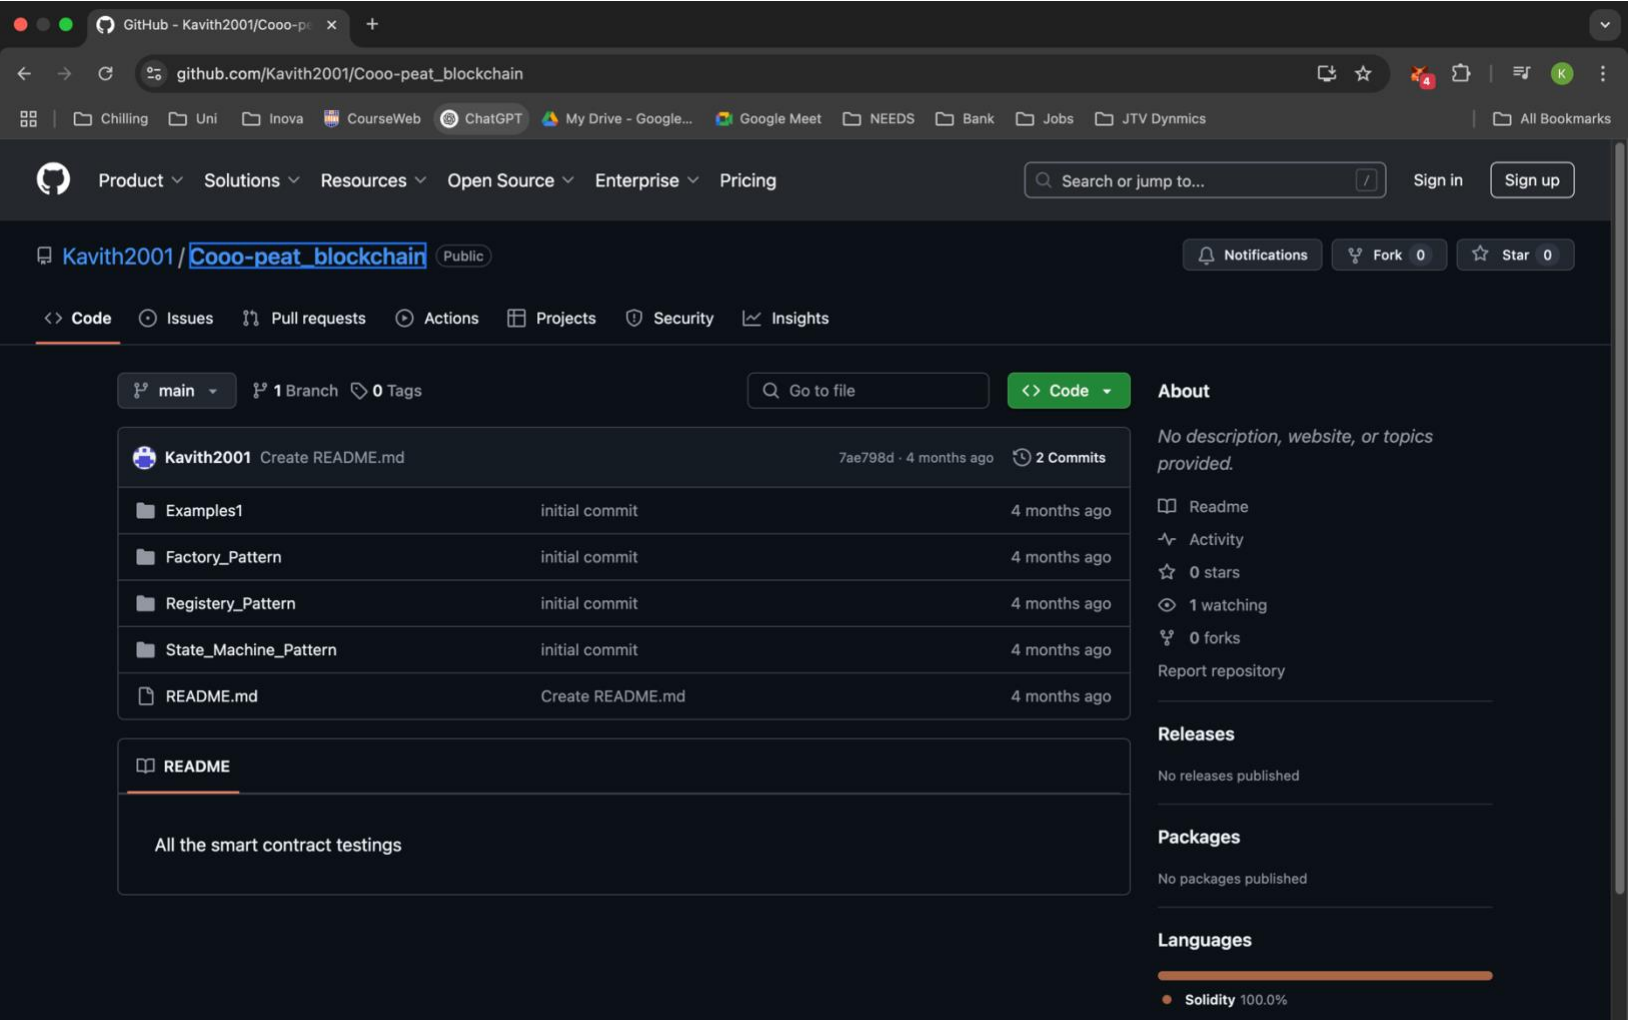 GitHub - Kavith2001/Cooo-pe
github.com/Kavith2001/Cooo-peat_blockchain
4
K
Chilling Uni Inova CourseWeb ChatGPT My Drive - Google... Google Meet NEEDS Bank Jobs JTV Dynmics All Bookmarks
Product Solutions Resources Open Source Enterprise Pricing Search or jump to... / Sign in Sign up
Kavith2001 / Cooo-peat_blockchain Public Notifications Fork 0 Star 0
Code Issues Pull requests Actions Projects Security Insights
main 1 Branch 0 Tags Go to file Code
Kavith2001 Create README.md 7ae798d · 4 months ago 2 Commits
Examples1 initial commit 4 months ago
Factory_Pattern initial commit 4 months ago
Registery_Pattern initial commit 4 months ago
State_Machine_Pattern initial commit 4 months ago
README.md Create README.md 4 months ago
README
All the smart contract testings
About
No description, website, or topics
provided.
Readme
Activity
0 stars
1 watching
0 forks
Report repository
Releases
No releases published
Packages
No packages published
Languages
Solidity 100.0%